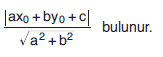 |ax₀ + by₀ + c|
√a² + b²
bulunur.